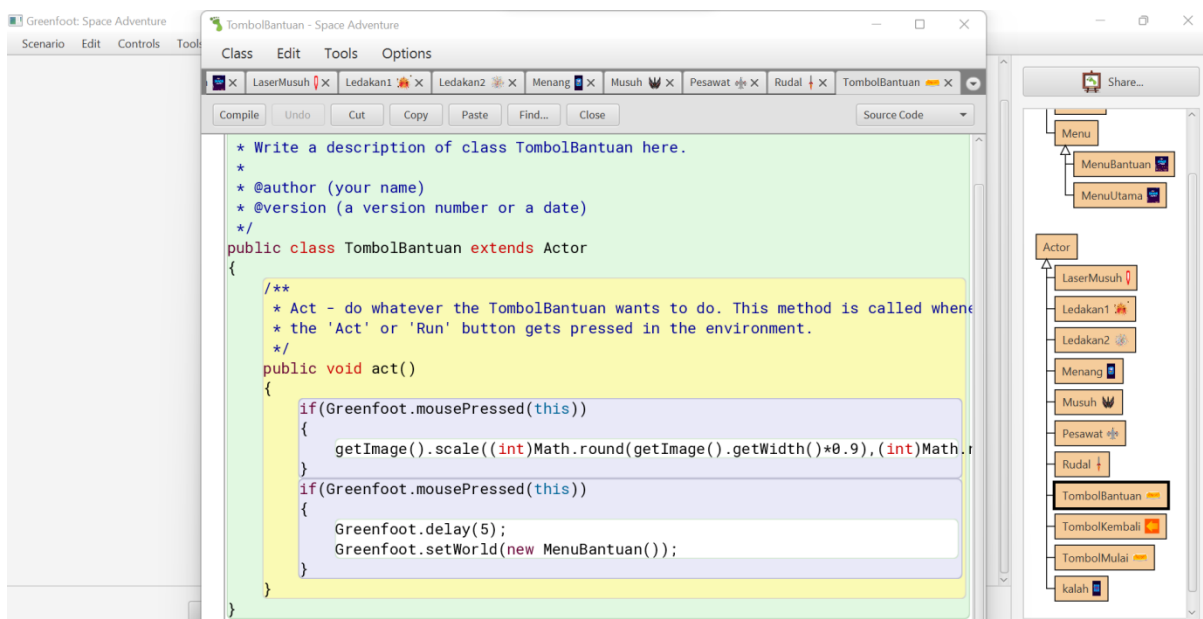 Greenfoot: Space Adventure
Scenario Edit Controls Tools
TombolBantuan - Space Adventure
Class Edit Tools Options
LaserMusuh Ledakan1 Ledakan2 Menang Musuh Pesawat Rudal TombolBantuan
Compile Undo Cut Copy Paste Find... Close Source Code
* Write a description of class TombolBantuan here.
*
* @author (your name)
* @version (a version number or a date)
*/
public class TombolBantuan extends Actor
{
/**
* Act - do whatever the TombolBantuan wants to do. This method is called whene
* the 'Act' or 'Run' button gets pressed in the environment.
*/
public void act()
{
if(Greenfoot.mousePressed(this))
{
getImage().scale((int)Math.round(getImage().getWidth()*0.9),(int)Math.r
}
if(Greenfoot.mousePressed(this))
{
Greenfoot.delay(5);
Greenfoot.setWorld(new MenuBantuan());
}
}
}
Share...
Menu
MenuBantuan
MenuUtama
Actor
LaserMusuh
Ledakan1
Ledakan2
Menang
Musuh
Pesawat
Rudal
TombolBantuan
TombolKembali
TombolMulai
kalah